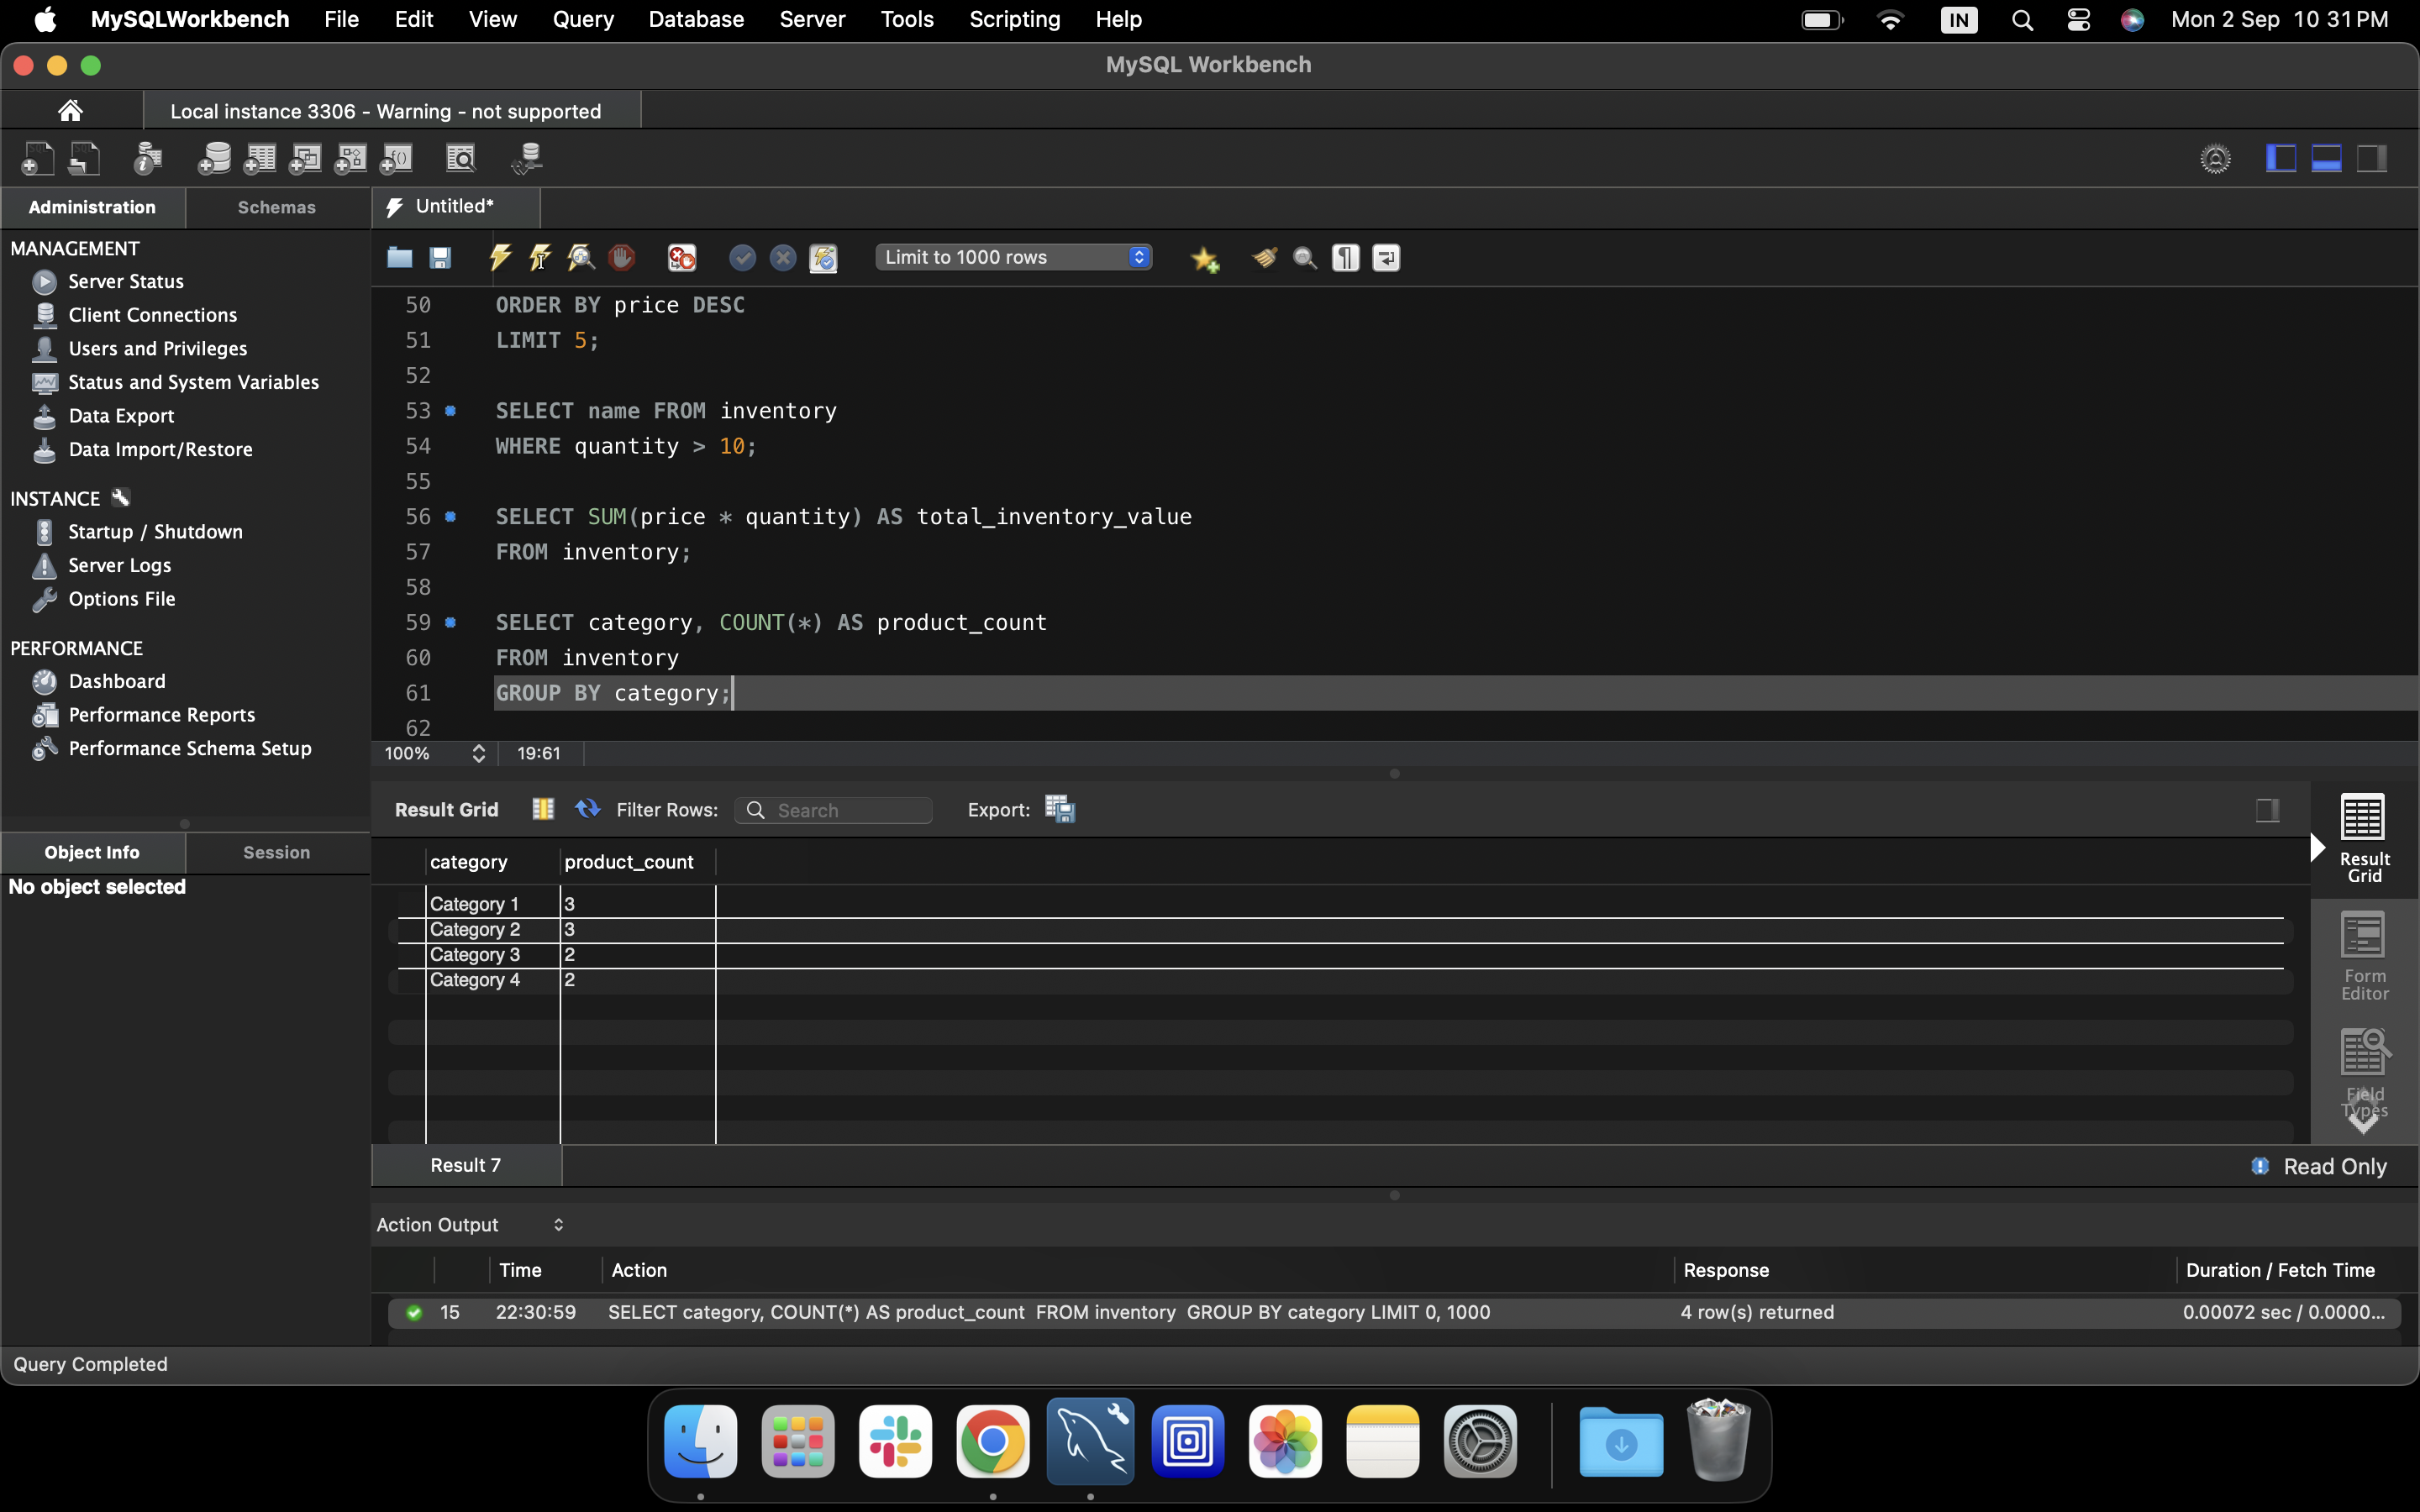 MySQLWorkbench File Edit View Query Database Server Tools Scripting Help IN Mon 2 Sep 10 31 PM
MySQL Workbench
Local instance 3306 - Warning - not supported
Administration Schemas Untitled*
MANAGEMENT
Server Status
Client Connections
Users and Privileges
Status and System Variables
Data Export
Data Import/Restore
INSTANCE
Startup / Shutdown
Server Logs
Options File
PERFORMANCE
Dashboard
Performance Reports
Performance Schema Setup
Object Info Session
No object selected
Limit to 1000 rows
50 ORDER BY price DESC
51 LIMIT 5;
52
53 SELECT name FROM inventory
54 WHERE quantity > 10;
55
56 SELECT SUM(price * quantity) AS total_inventory_value
57 FROM inventory;
58
59 SELECT category, COUNT(*) AS product_count
60 FROM inventory
61 GROUP BY category;
62
100% 19:61
Result Grid Filter Rows: Search Export:
category product_count
Category 1 3
Category 2 3
Category 3 2
Category 4 2
Result
Grid
Form
Editor
Field
Types
Result 7 Read Only
Action Output
Time Action Response Duration / Fetch Time
15 22:30:59 SELECT category, COUNT(*) AS product_count FROM inventory GROUP BY category LIMIT 0, 1000 4 row(s) returned 0.00072 sec / 0.0000...
Query Completed